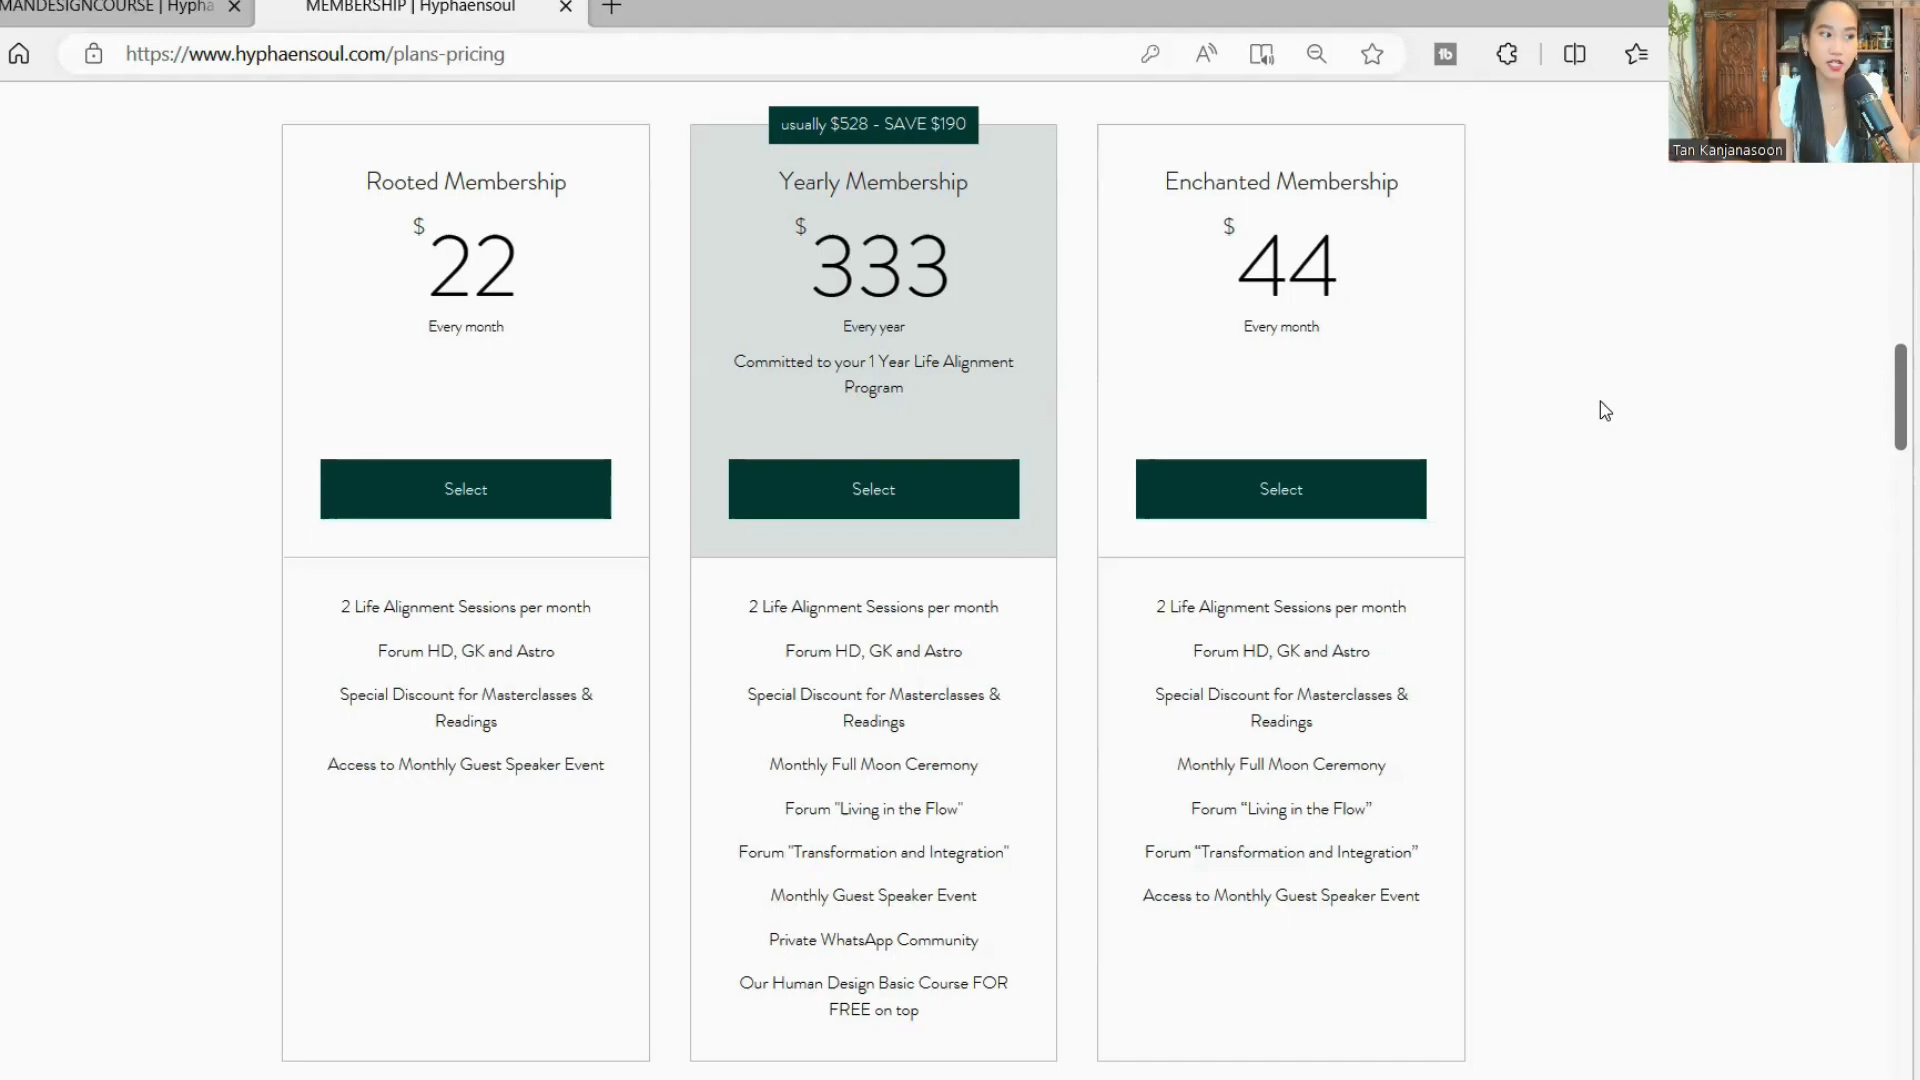 MANDESIGNCOURSE | Hypha
MEMBERSHIP | Hyphaensoul
https://www.hyphaensoul.com/plans-pricing
Tan Kanjanasoon
Rooted Membership
$
22
Every month
Select
2 Life Alignment Sessions per month
Forum HD, GK and Astro
Special Discount for Masterclasses &
Readings
Access to Monthly Guest Speaker Event
usually $528 - SAVE $190
Yearly Membership
$
333
Every year
Committed to your 1 Year Life Alignment
Program
Select
2 Life Alignment Sessions per month
Forum HD, GK and Astro
Special Discount for Masterclasses &
Readings
Monthly Full Moon Ceremony
Forum "Living in the Flow"
Forum "Transformation and Integration"
Monthly Guest Speaker Event
Private WhatsApp Community
Our Human Design Basic Course FOR
FREE on top
Enchanted Membership
$
44
Every month
Select
2 Life Alignment Sessions per month
Forum HD, GK and Astro
Special Discount for Masterclasses &
Readings
Monthly Full Moon Ceremony
Forum “Living in the Flow”
Forum “Transformation and Integration”
Access to Monthly Guest Speaker Event